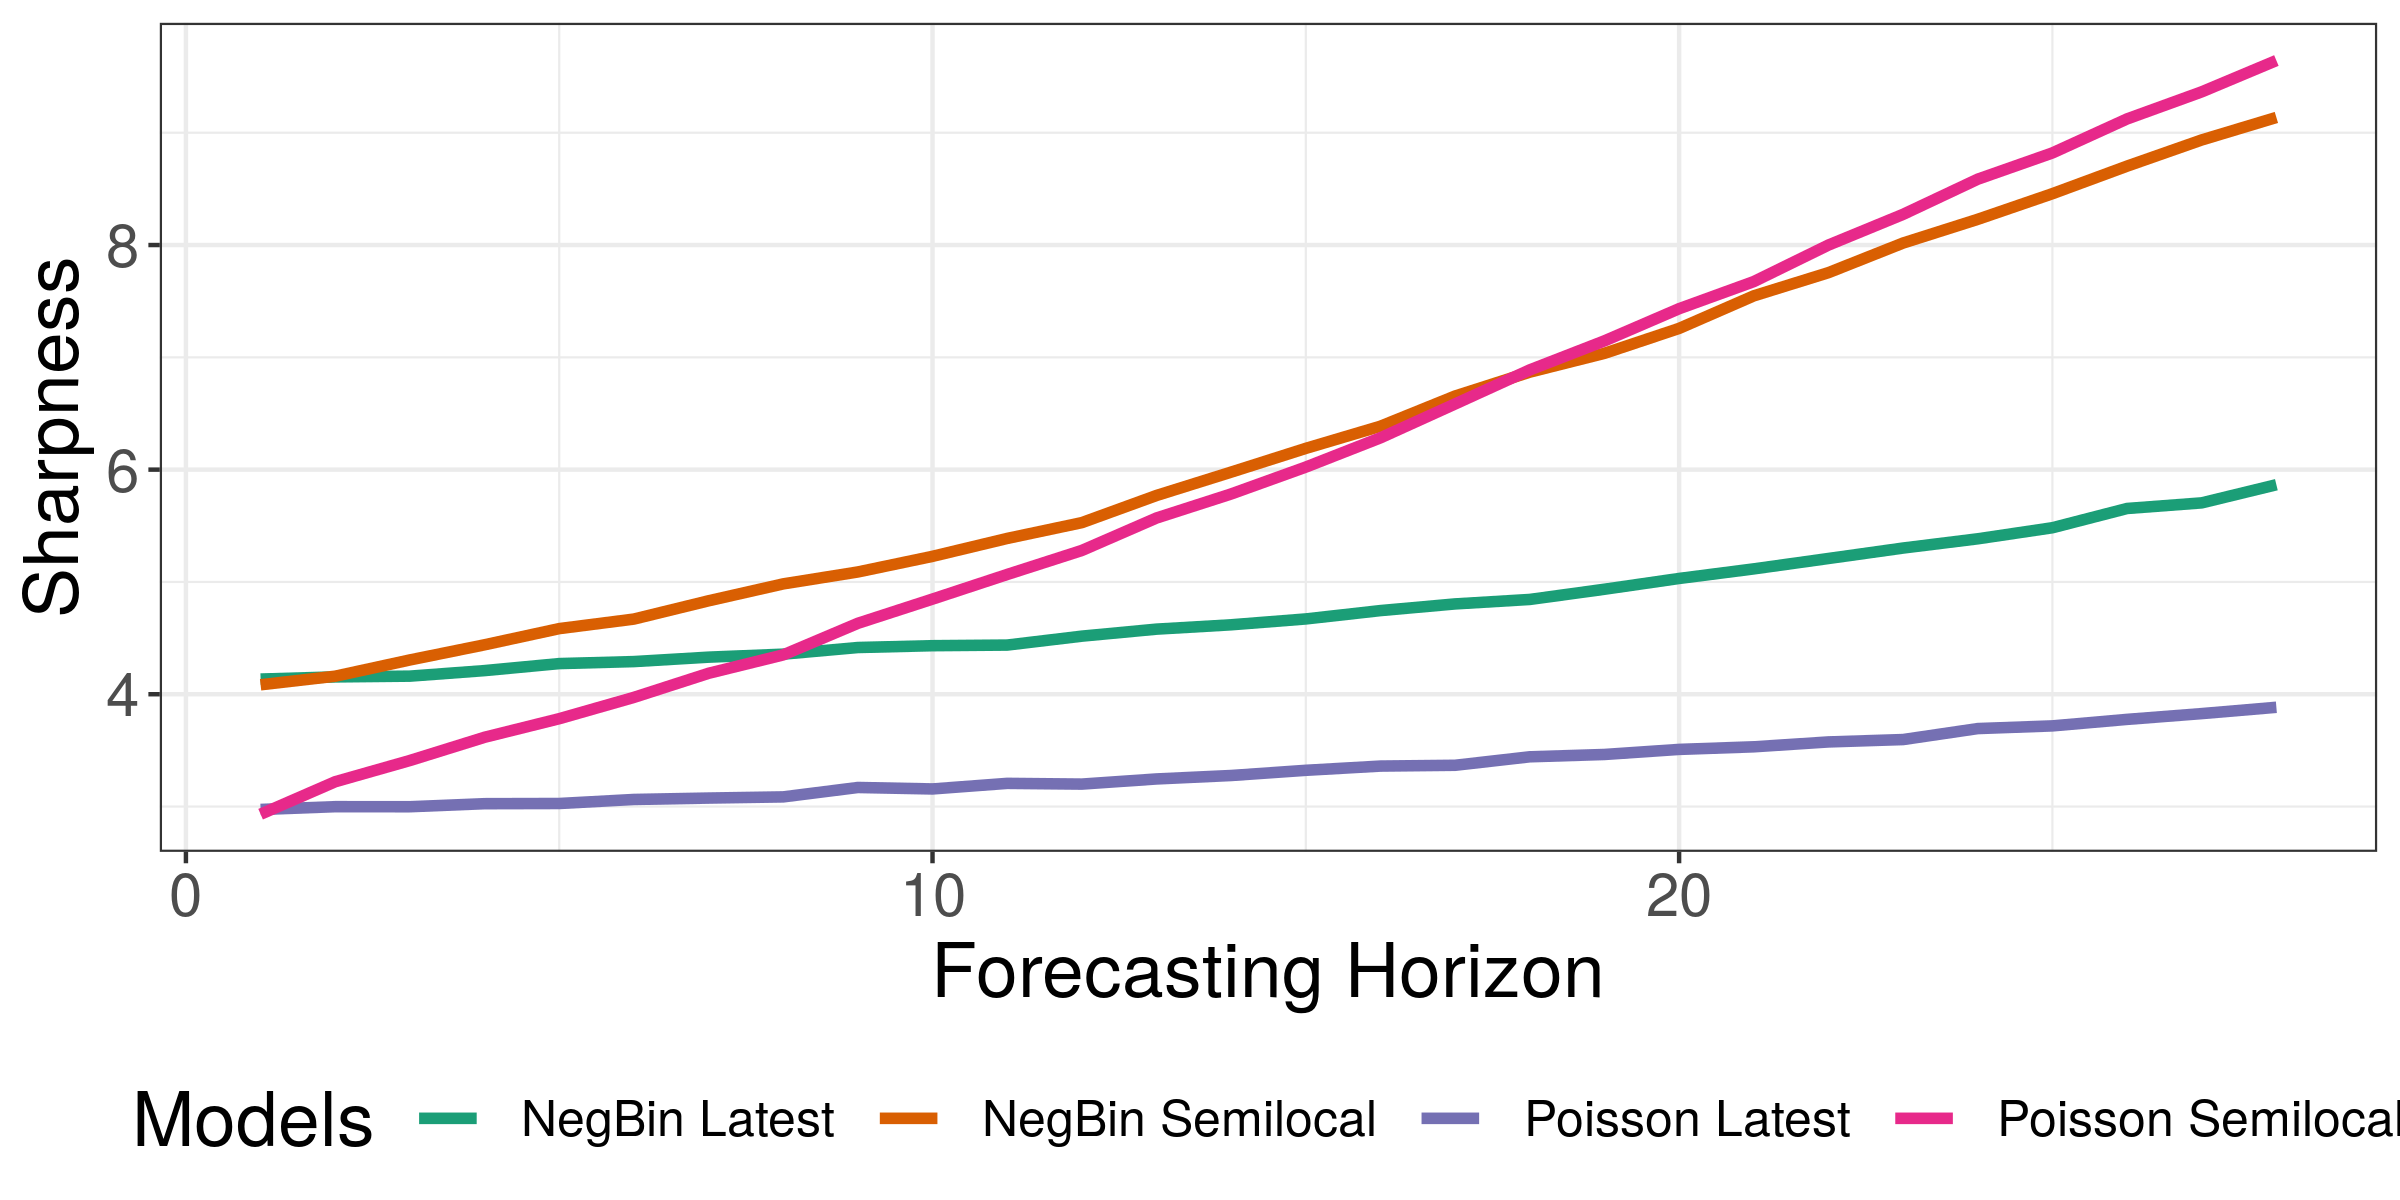 Sharpness
8
6
4
0 10 20
Forecasting Horizon
Models NegBin Latest NegBin Semilocal Poisson Latest Poisson Semilocal